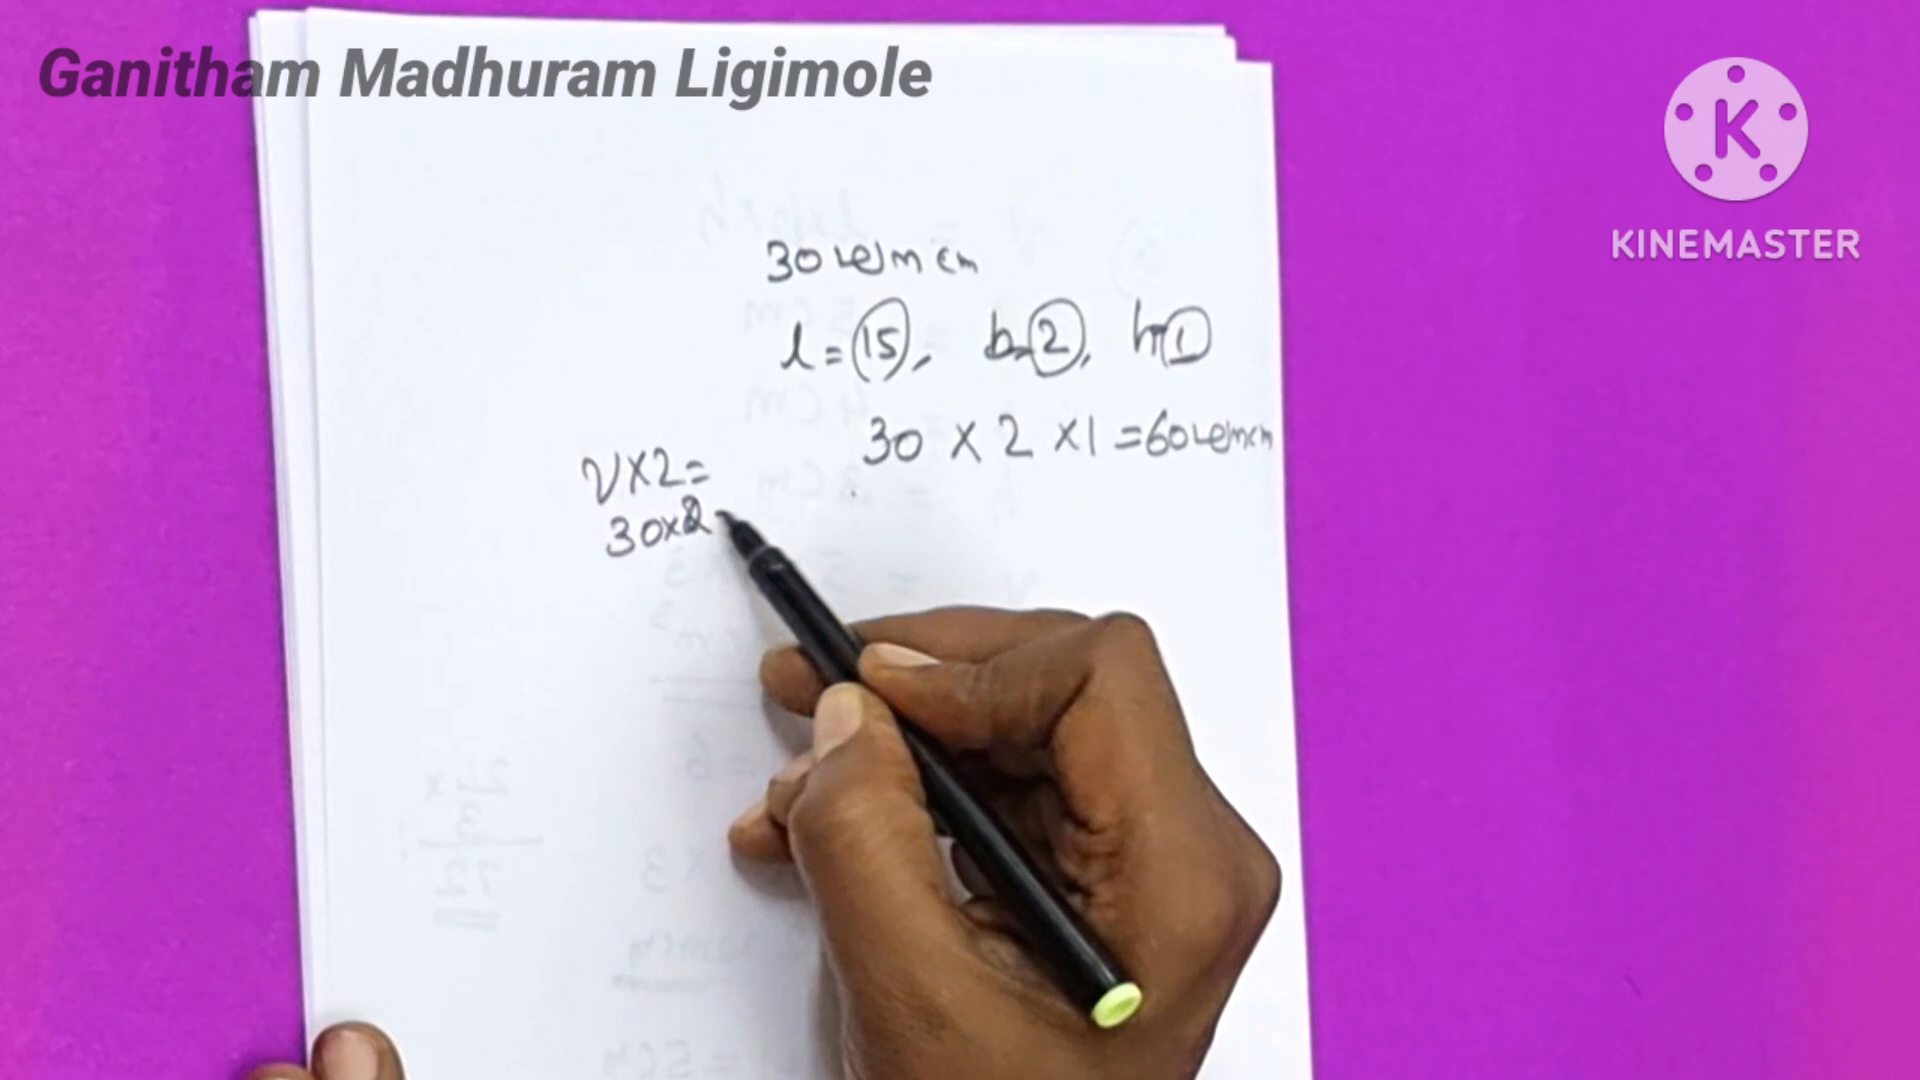 Ganitham Madhuram Ligimole
K
KINEMASTER
30 ഘന cm
l = 15, b=2, h=1
30 × 2 × 1 = 60 ഘന cm
V×2=
30×2